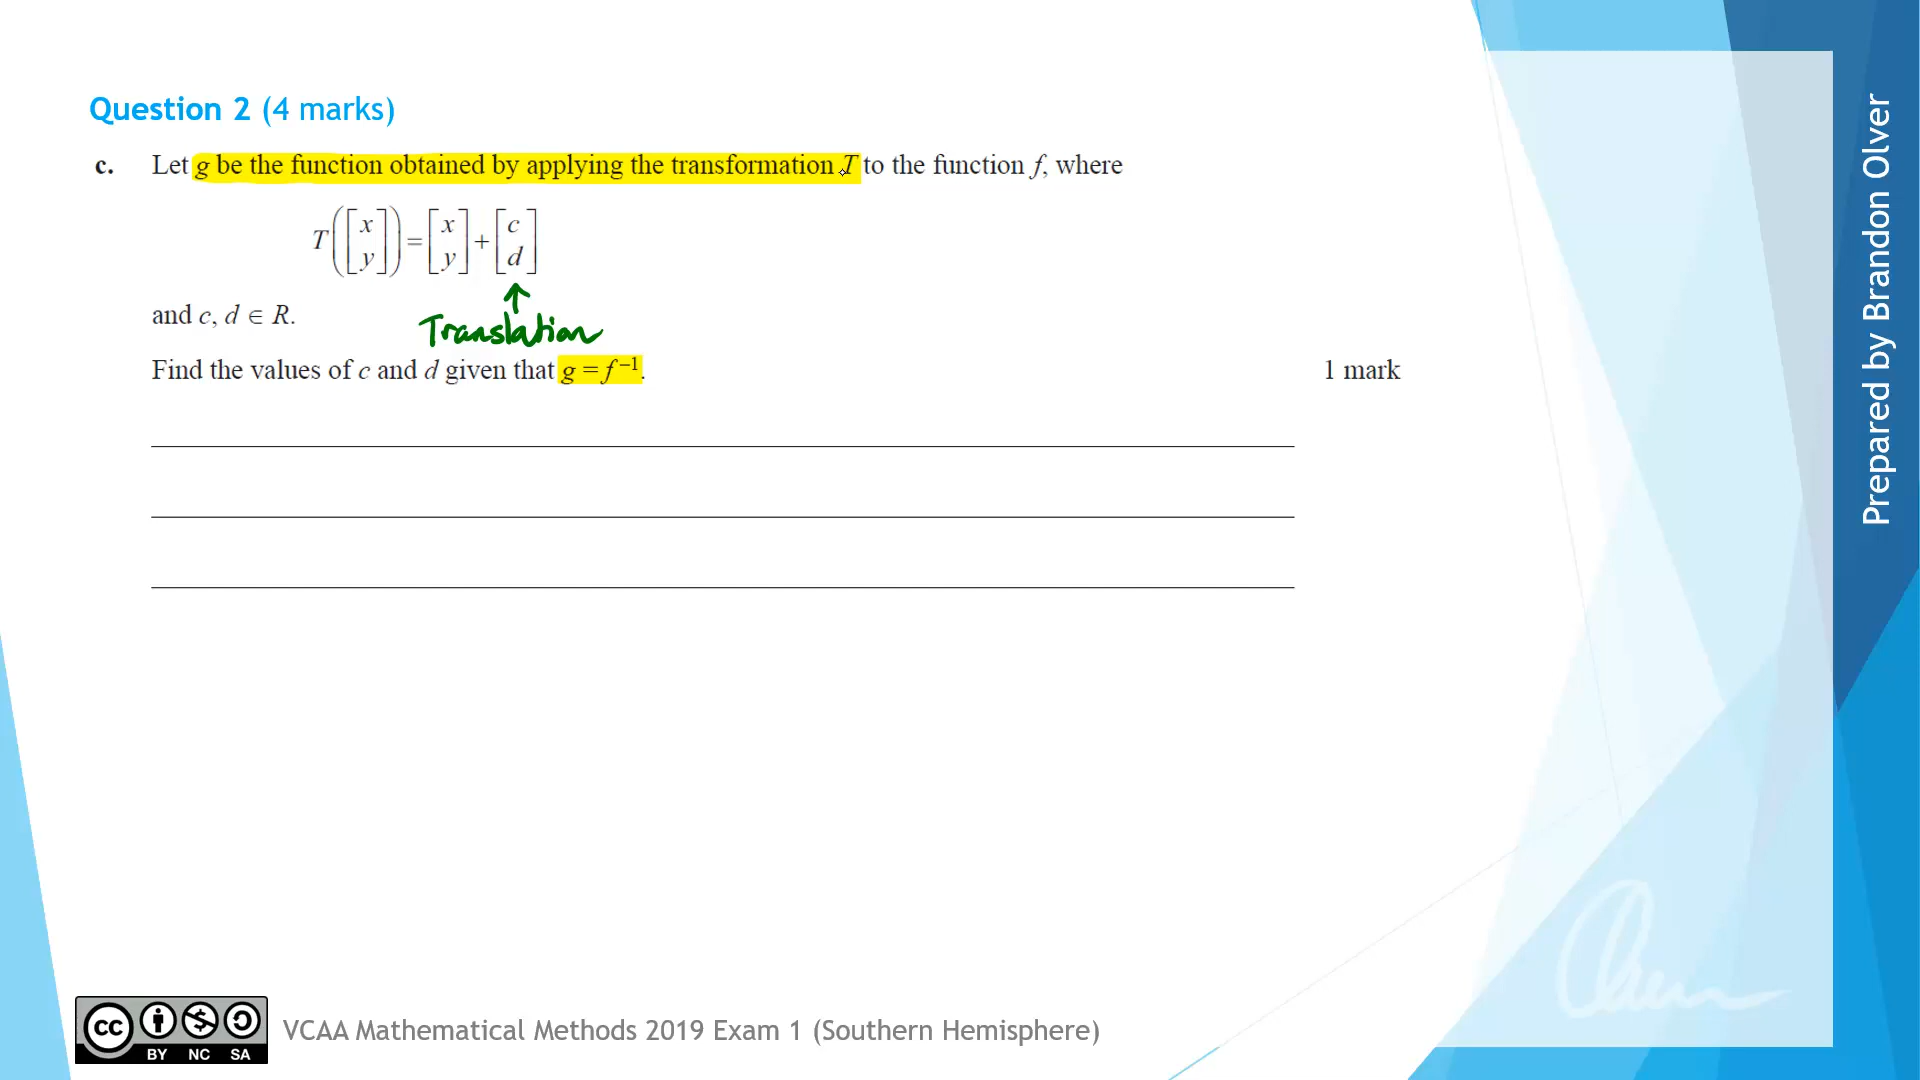 Question 2 (4 marks)
c. Let g be the function obtained by applying the transformation T to the function f, where
T([x y]) = [x y] + [c d]
and c, d ∈ R.
Translation
Find the values of c and d given that g = f⁻¹. 1 mark
Prepared by Brandon Olver
CC BY NC SA
VCAA Mathematical Methods 2019 Exam 1 (Southern Hemisphere)